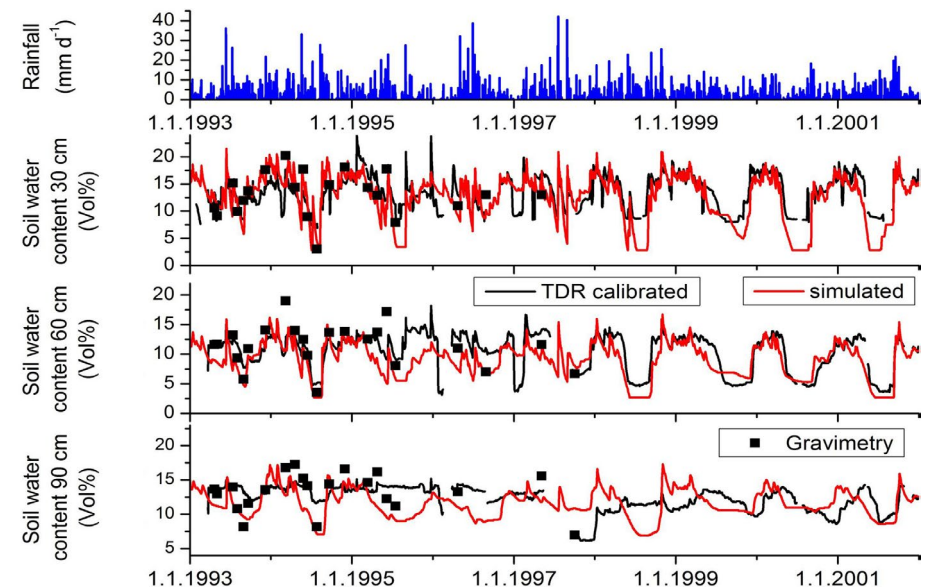 Rainfall
(mm d⁻¹)
40
30
20
10
0
1.1.1993
1.1.1995
1.1.1997
1.1.1999
1.1.2001
Soil water
content 30 cm
(Vol%)
20
15
10
5
0
Soil water
content 60 cm
(Vol%)
20
15
10
5
0
TDR calibrated
simulated
Soil water
content 90 cm
(Vol%)
20
15
10
5
Gravimetry
1.1.1993
1.1.1995
1.1.1997
1.1.1999
1.1.2001